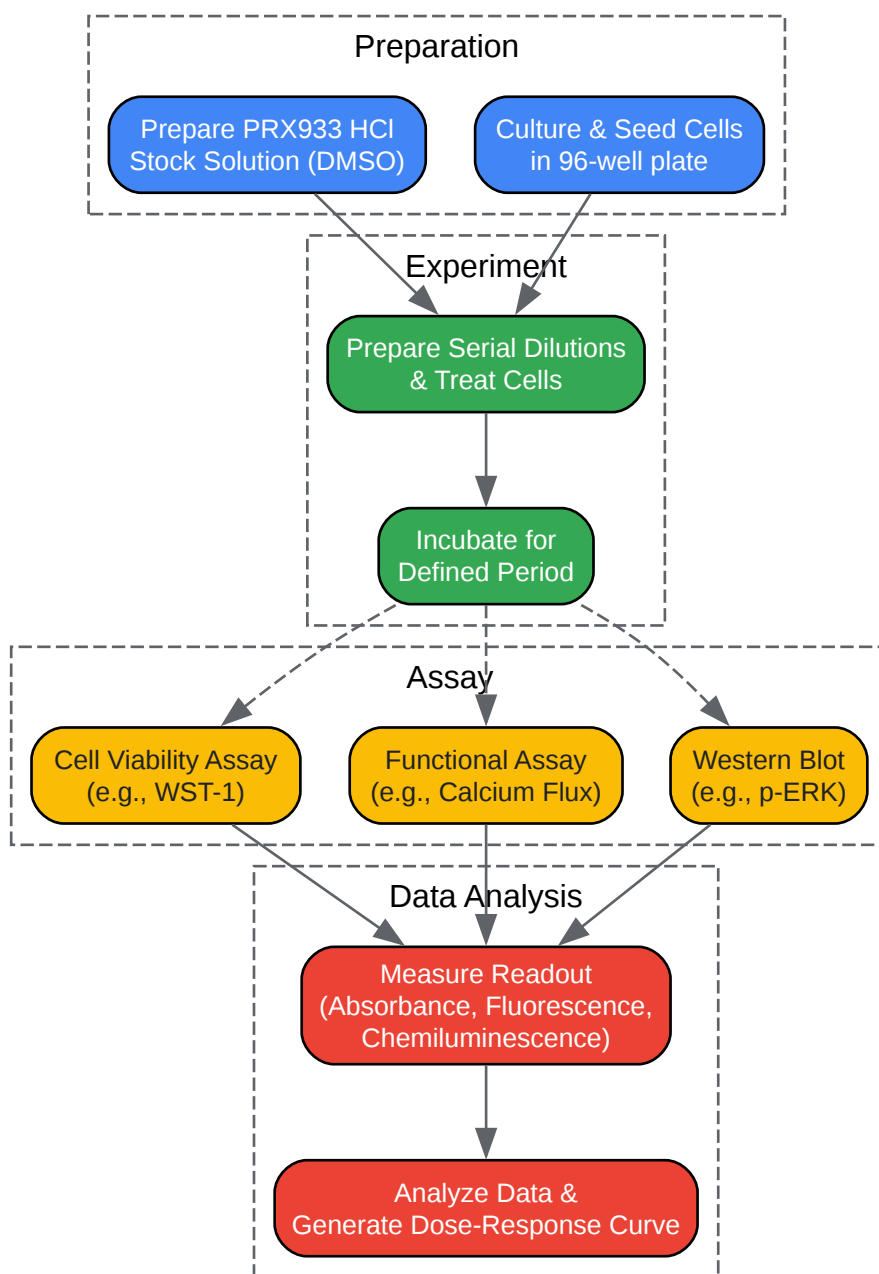 Preparation
Prepare PRX933 HCl
Stock Solution (DMSO)
Culture & Seed Cells
in 96-well plate
Experiment
Prepare Serial Dilutions
& Treat Cells
Incubate for
Defined Period
Assay
Cell Viability Assay
(e.g., WST-1)
Functional Assay
(e.g., Calcium Flux)
Western Blot
(e.g., p-ERK)
Data Analysis
Measure Readout
(Absorbance, Fluorescence,
Chemiluminescence)
Analyze Data &
Generate Dose-Response Curve